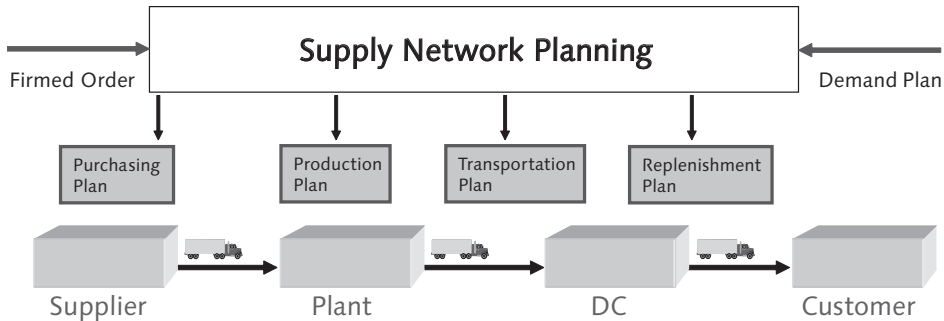 Supply Network Planning
Firmed Order
Demand Plan
Purchasing
Plan
Production
Plan
Transportation
Plan
Replenishment
Plan
Supplier
Plant
DC
Customer